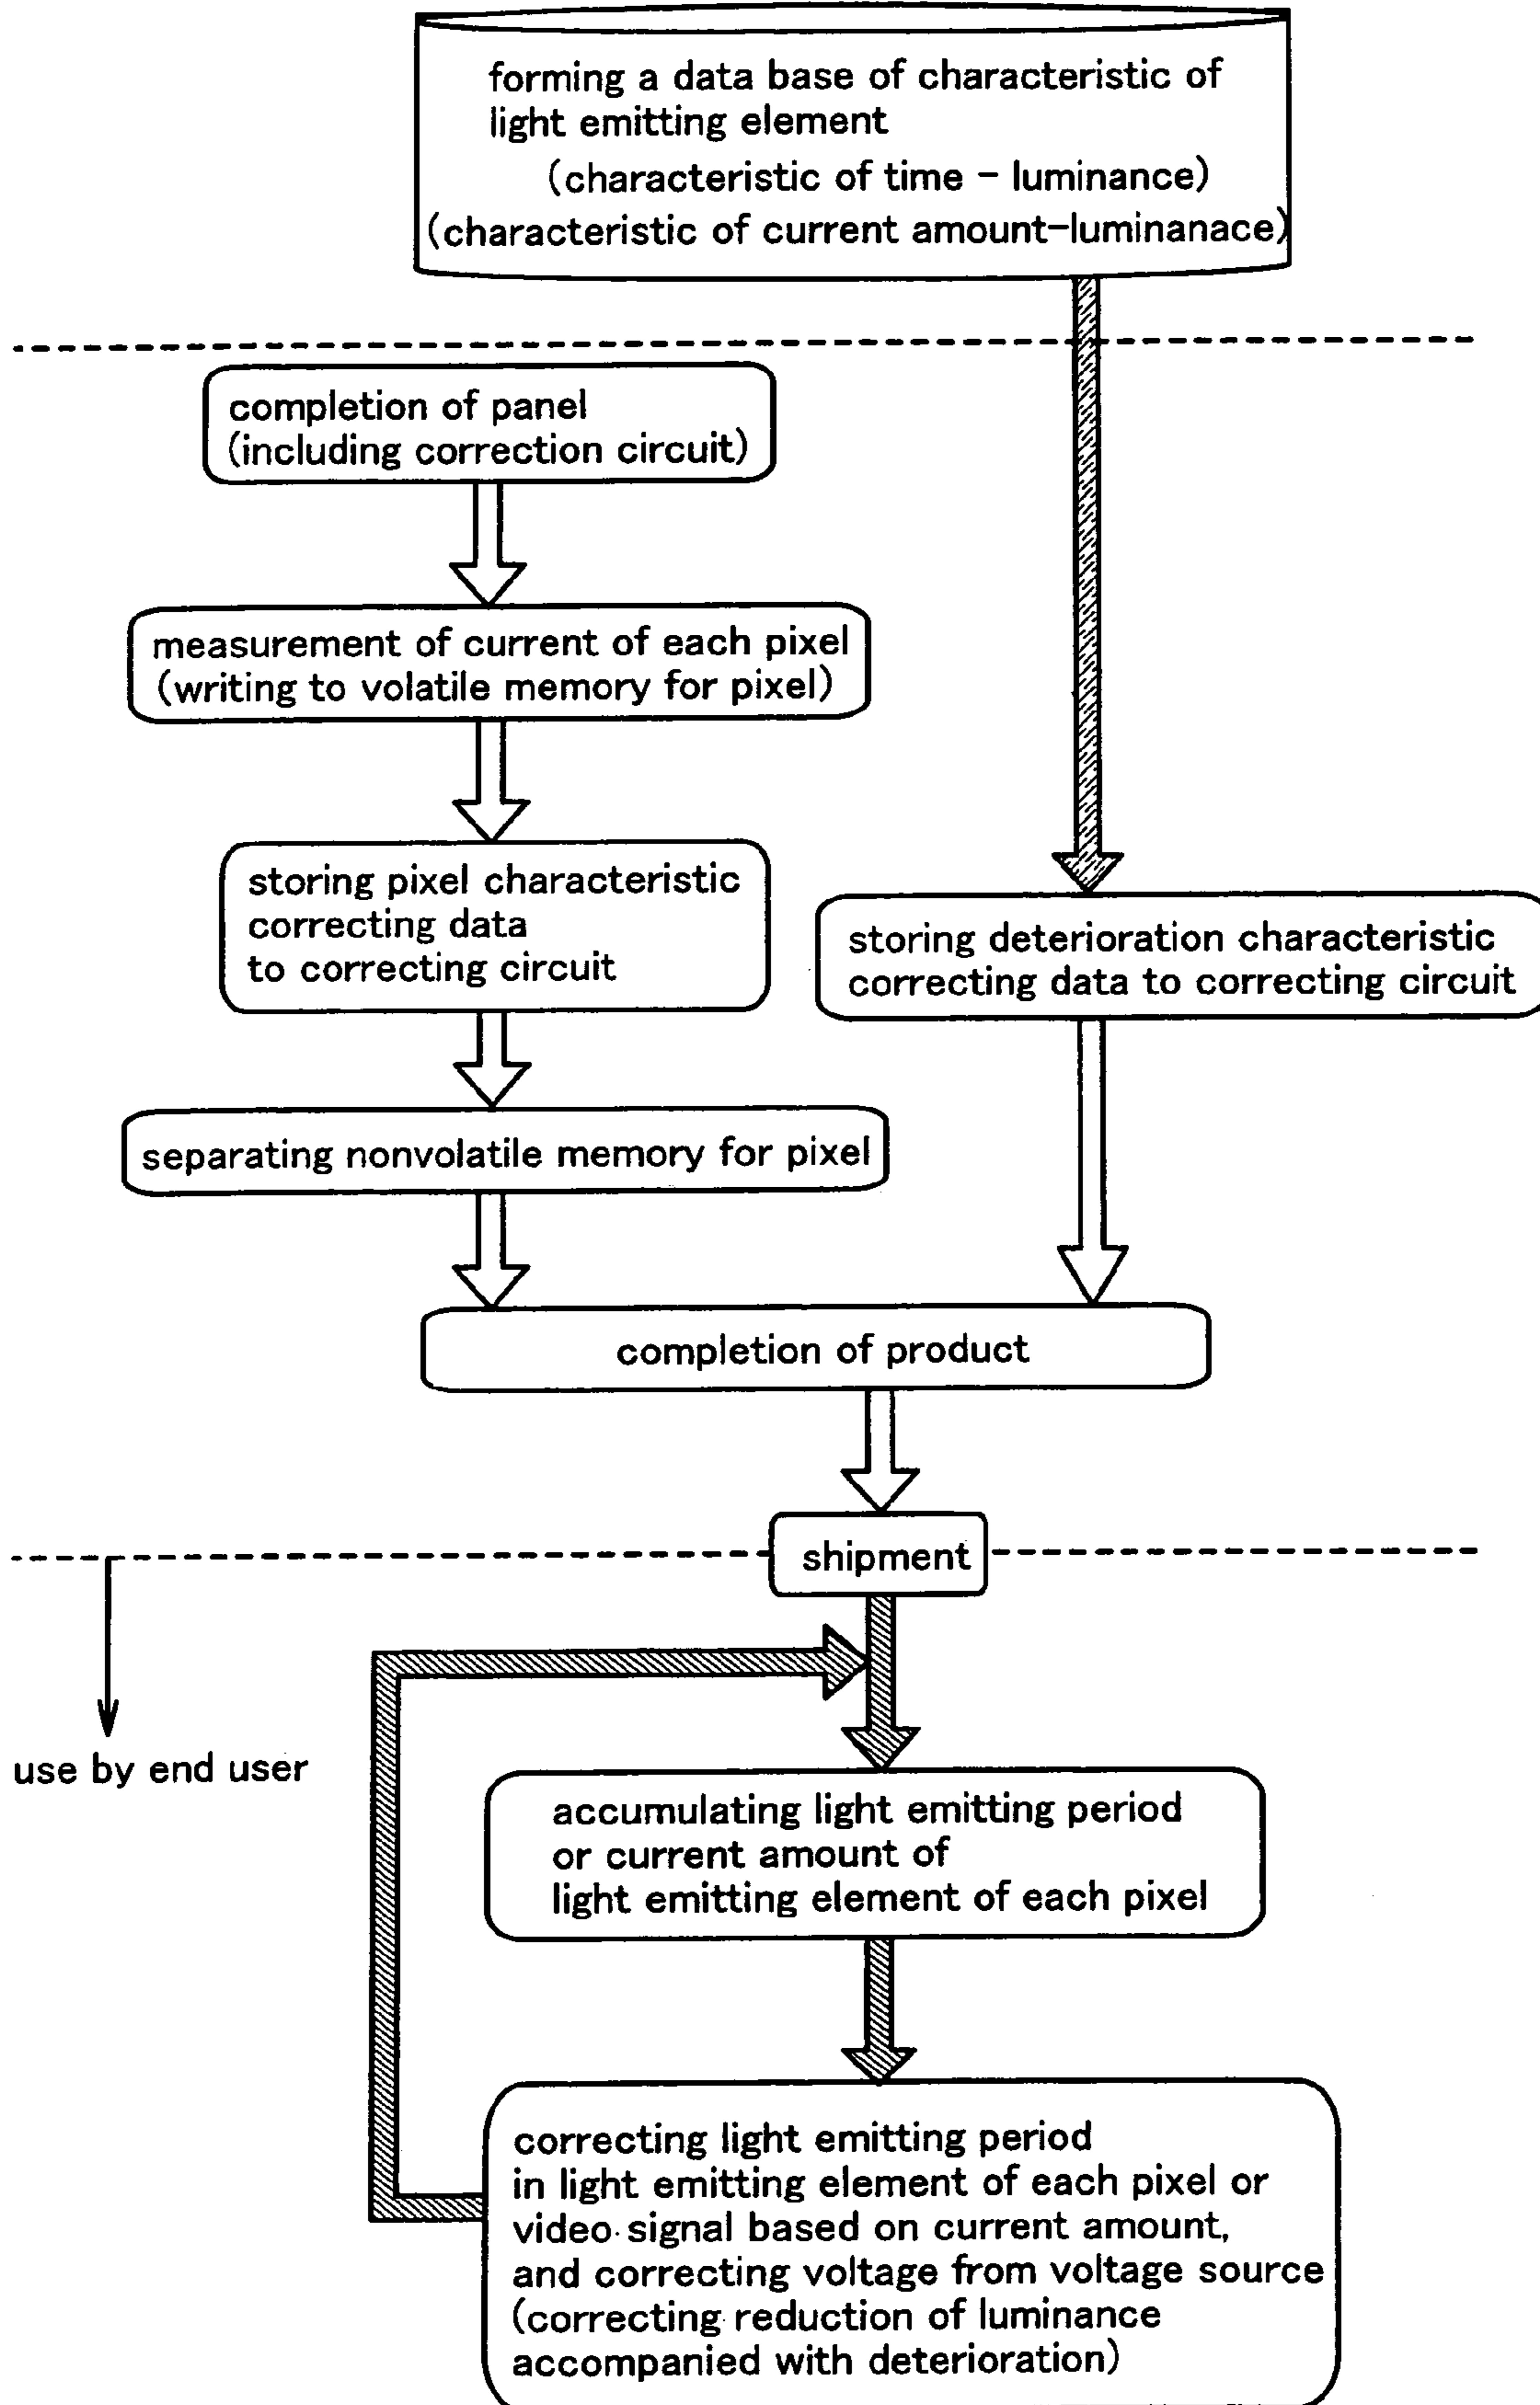 forming a data base of characteristic of
light emitting element
(characteristic of time – luminance)
(characteristic of current amount-luminanace)
completion of panel
(including correction circuit)
measurement of current of each pixel
(writing to volatile memory for pixel)
storing pixel characteristic
correcting data
to correcting circuit
storing deterioration characteristic
correcting data to correcting circuit
separating nonvolatile memory for pixel
completion of product
shipment
use by end user
accumulating light emitting period
or current amount of
light emitting element of each pixel
correcting light emitting period
in light emitting element of each pixel or
video signal based on current amount,
and correcting voltage from voltage source
(correcting reduction of luminance
accompanied with deterioration)